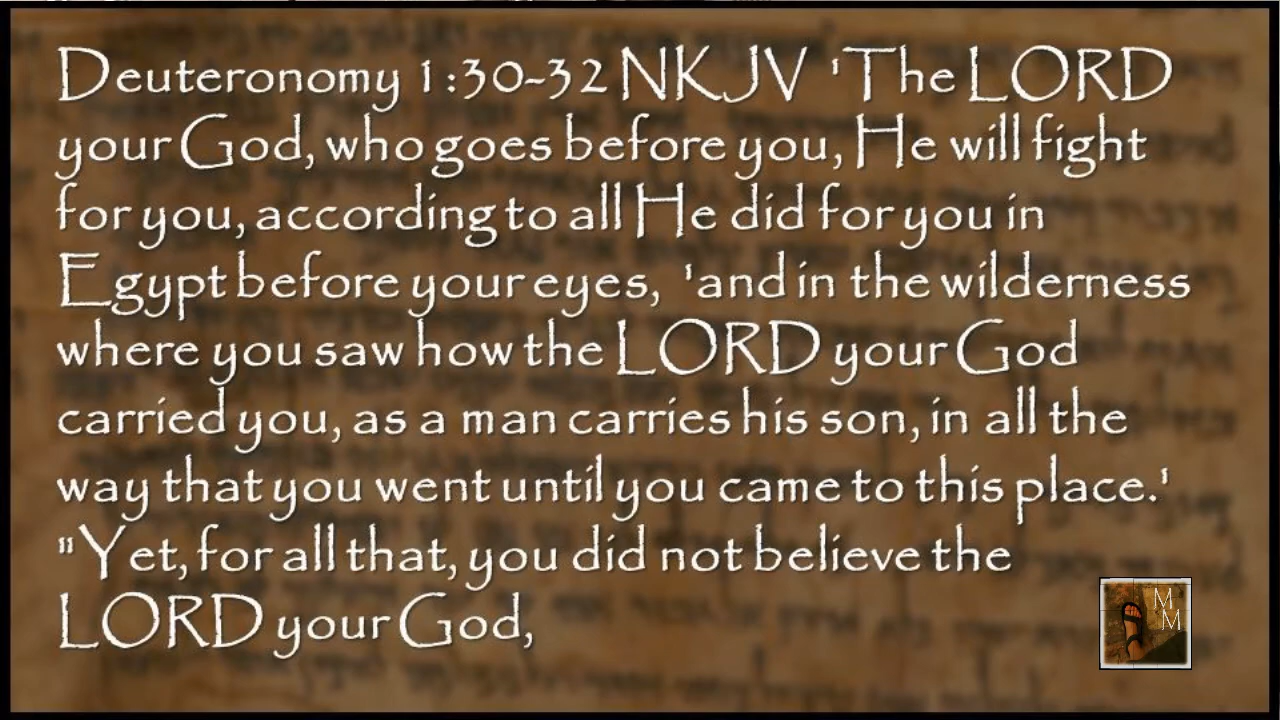 Deuteronomy 1:30-32 NKJV 'The LORD
your God, who goes before you, He will fight
for you, according to all He did for you in
Egypt before your eyes, 'and in the wilderness
where you saw how the LORD your God
carried you, as a man carries his son, in all the
way that you went until you came to this place.'
"Yet, for all that, you did not believe the
LORD your God,
M
M